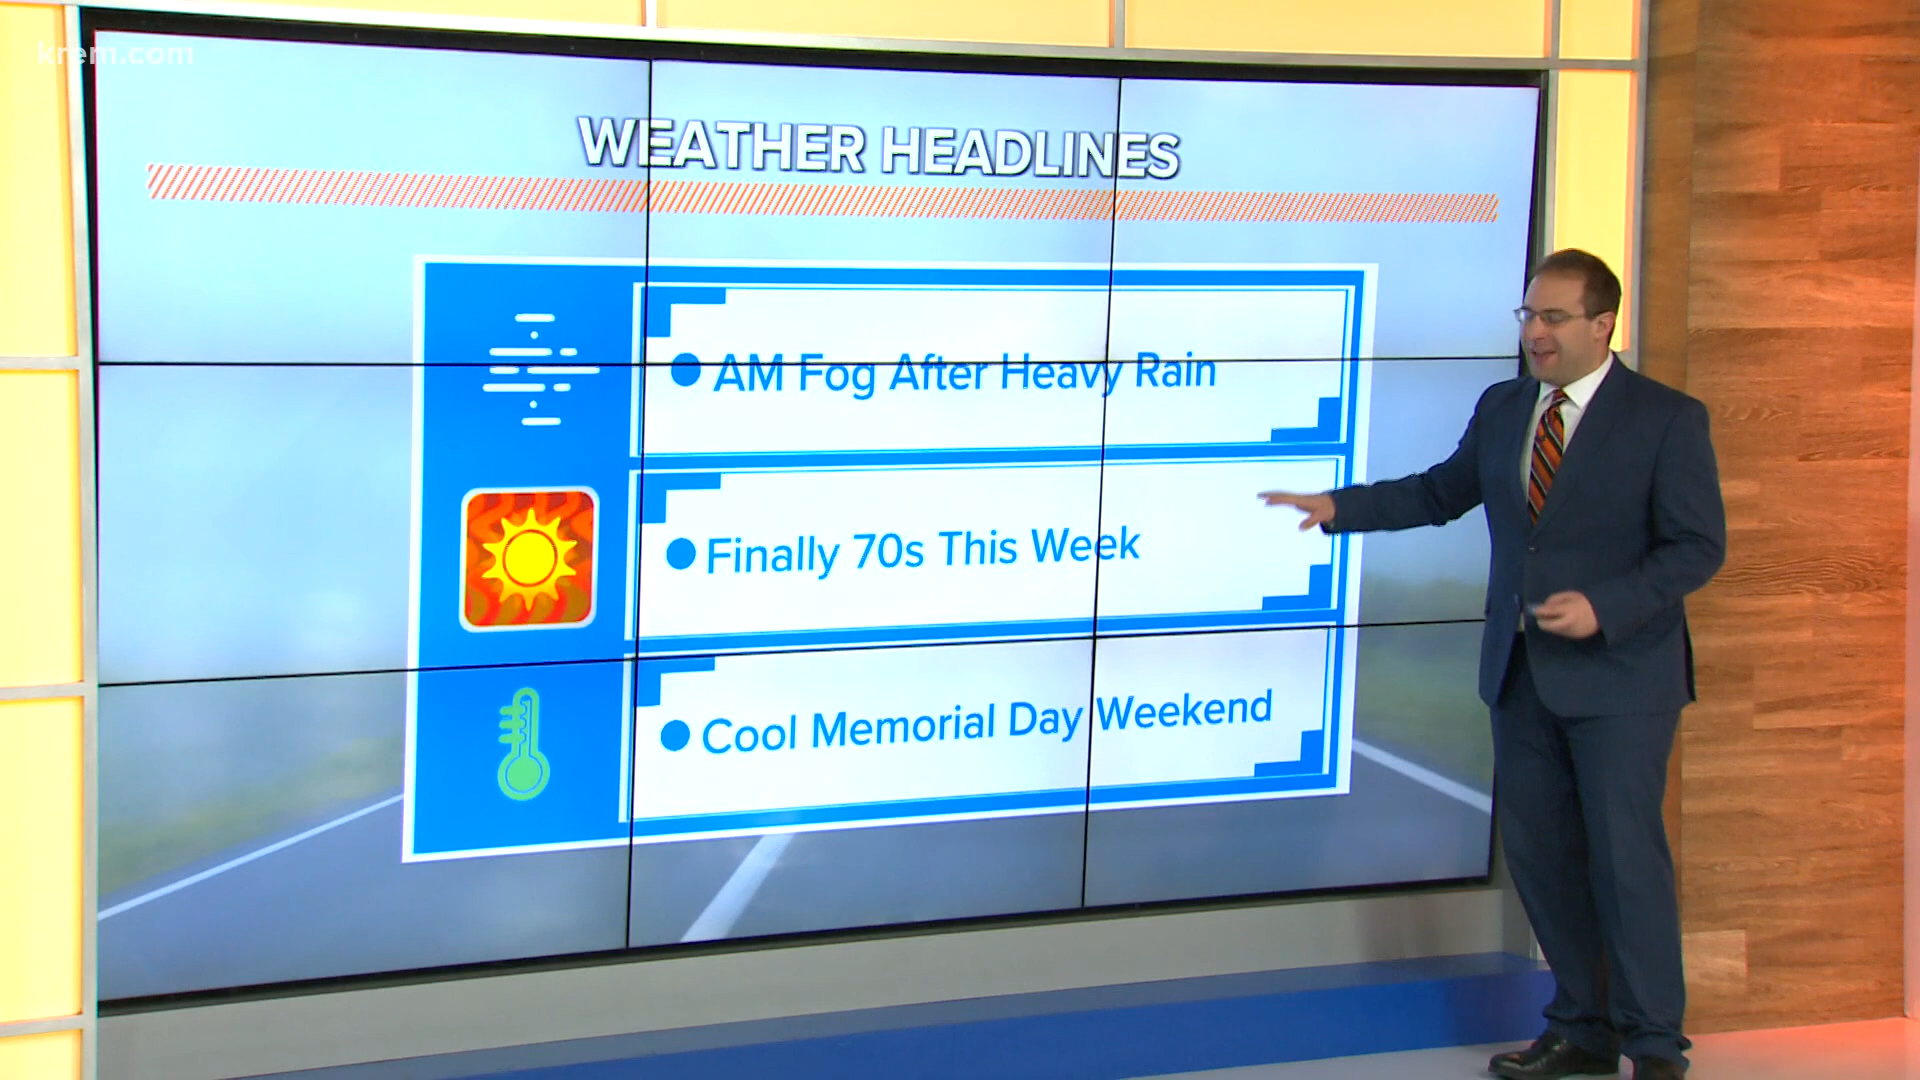 krem.com
WEATHER HEADLINES
• AM Fog After Heavy Rain
• Finally 70s This Week
• Cool Memorial Day Weekend